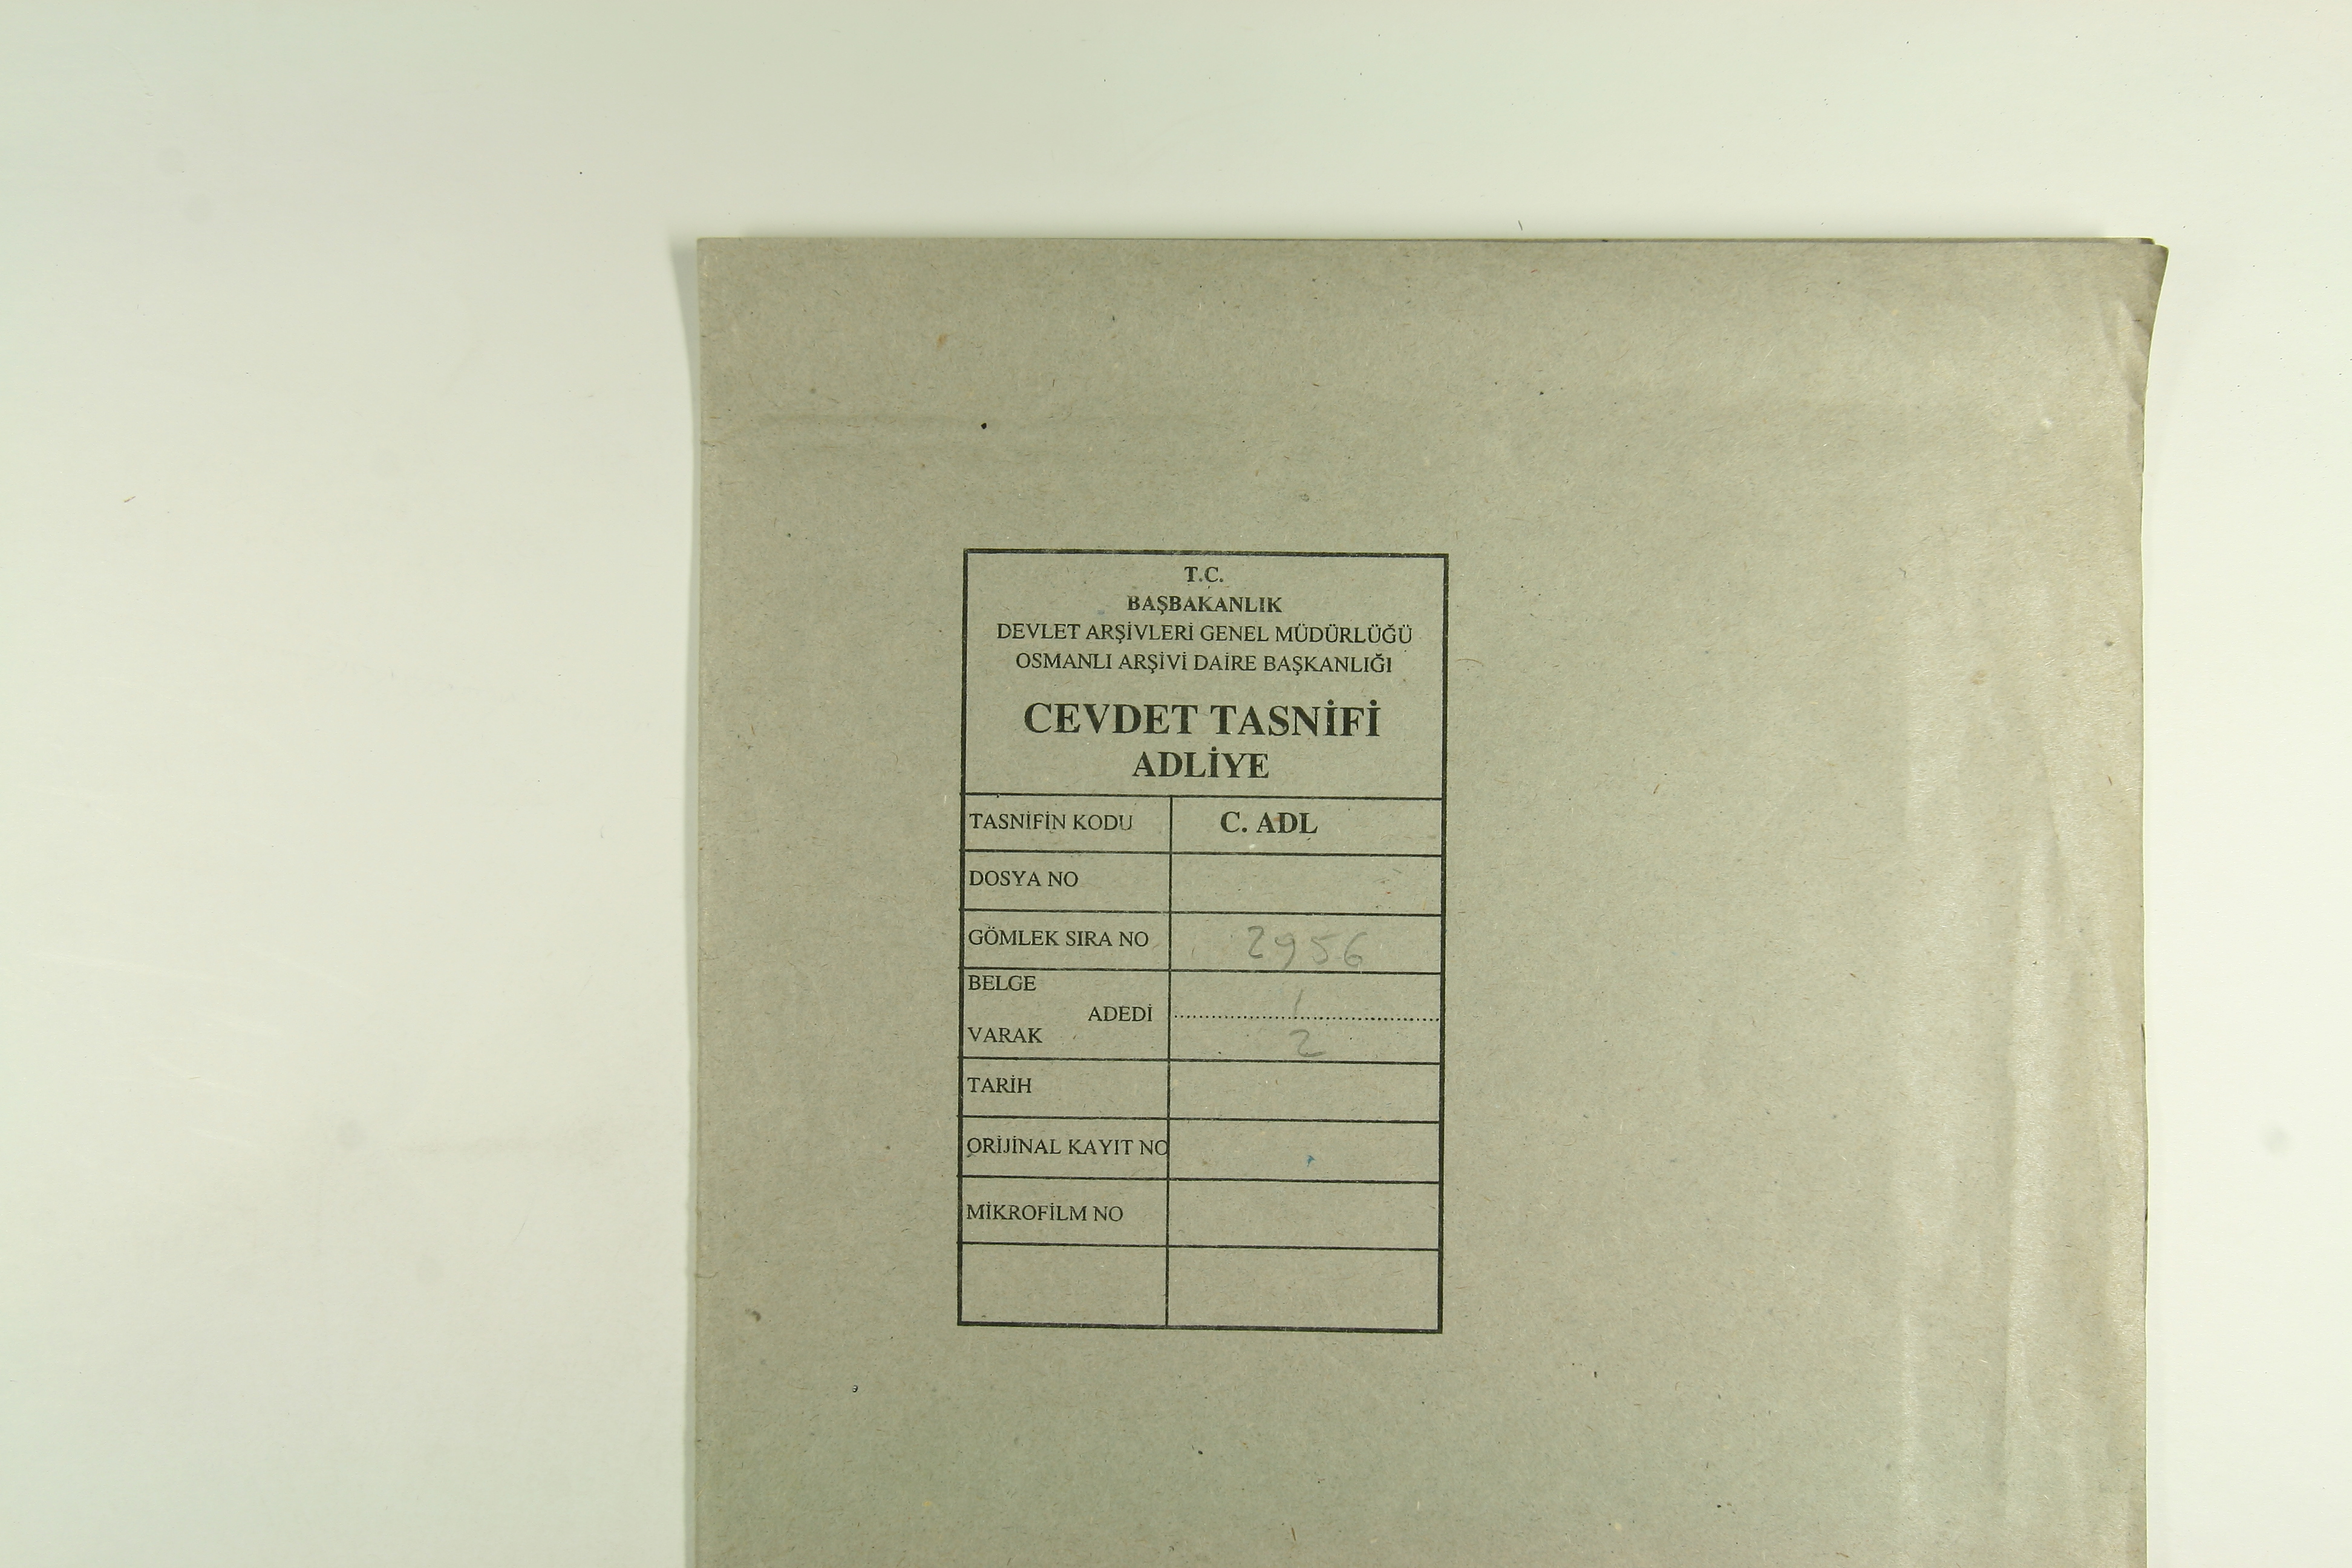 T.C.
BAŞBAKANLIK
DEVLET ARŞİVLERİ GENEL MÜDÜRLÜĞÜ
OSMANLI ARŞİVİ DAİRE BAŞKANLIĞI
CEVDET TASNİFİ
ADLİYE
TASNİFİN KODU C. ADL
DOSYA NO
GÖMLEK SIRA NO 2956
BELGE
ADEDİ 1
VARAK 2
TARİH
ORİJİNAL KAYIT NO
MİKROFİLM NO